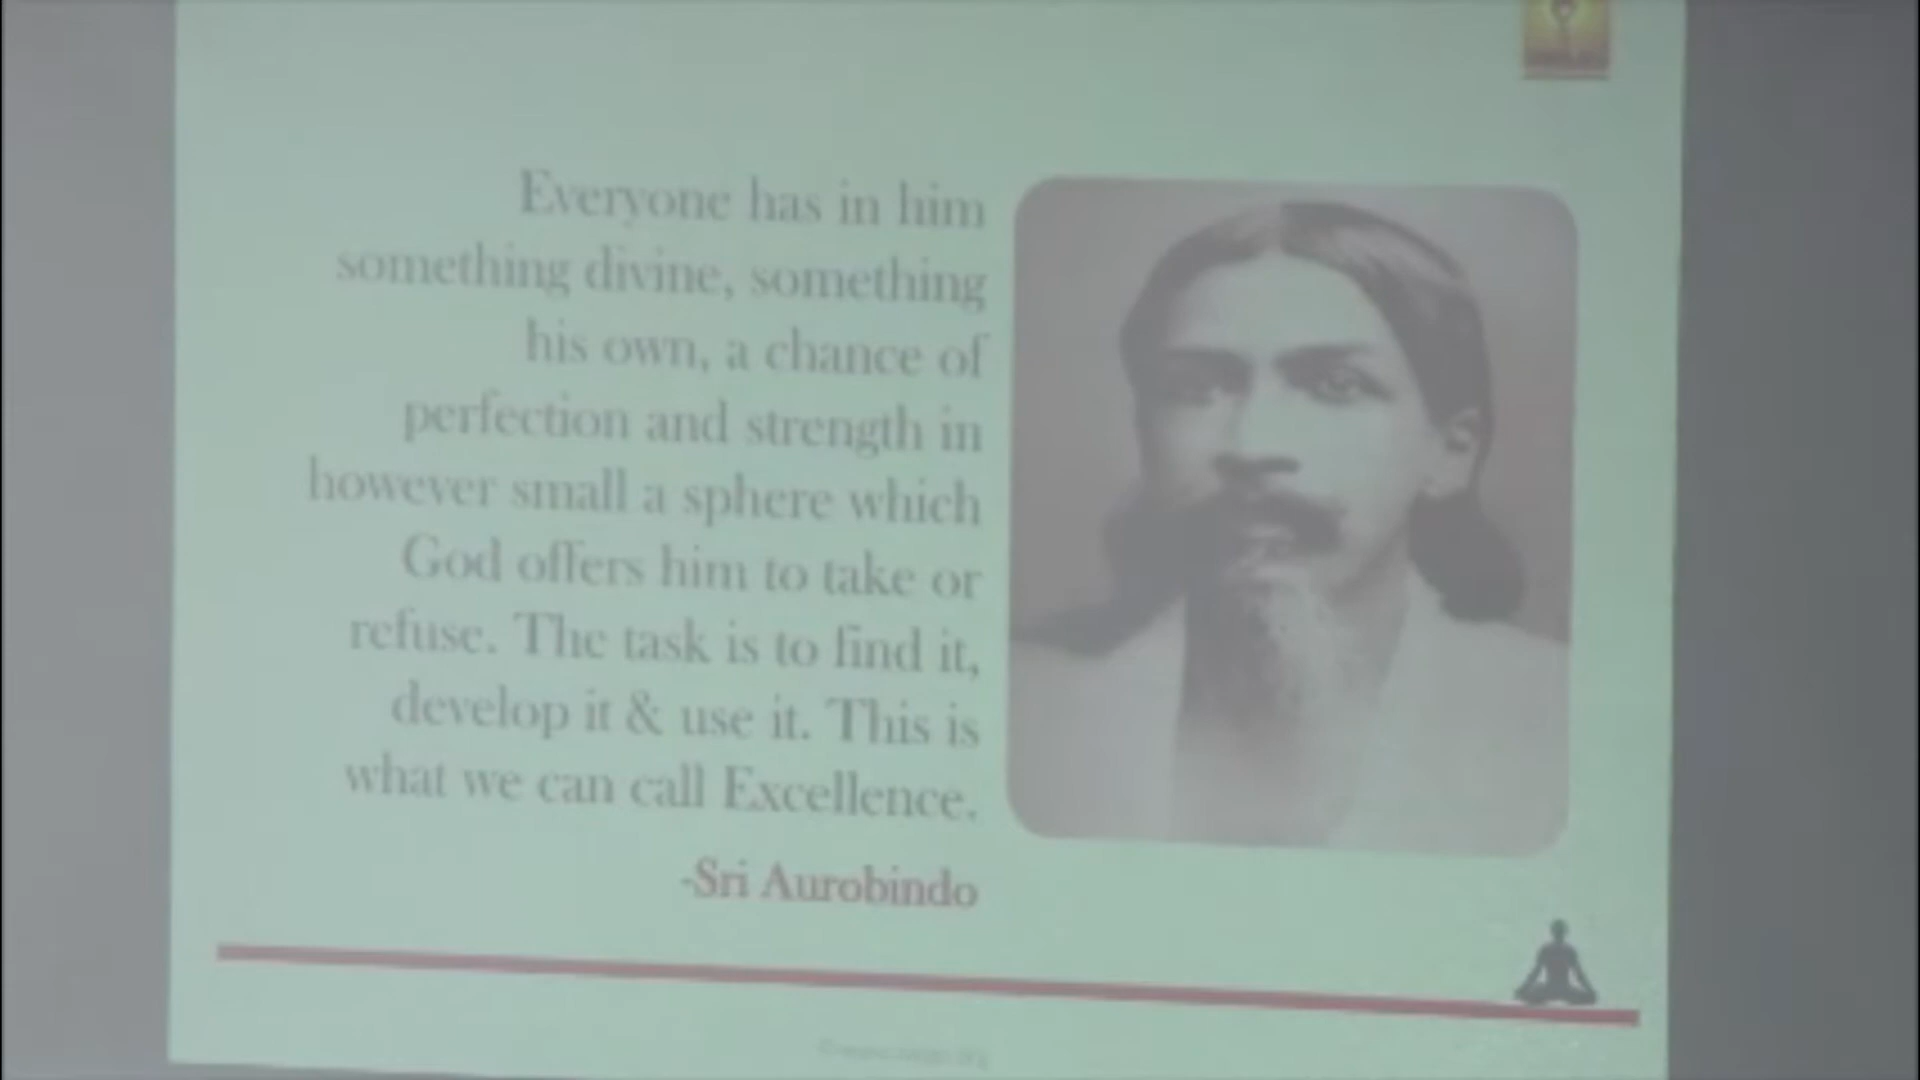 Everyone has in him
something divine, something
his own, a chance of
perfection and strength in
however small a sphere which
God offers him to take or
refuse. The task is to find it,
develop it & use it. This is
what we can call Excellence.
-Sri Aurobindo